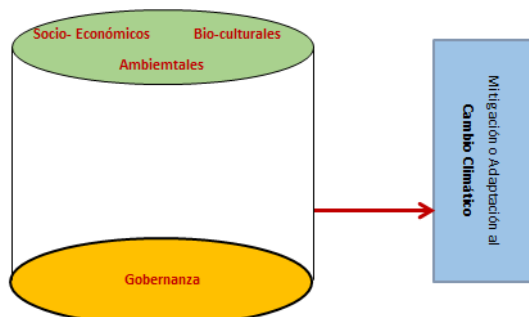 Socio- Económicos Bio-culturales
Ambiemtales
Gobernanza
Mitigación o Adaptación al
Cambio Climático